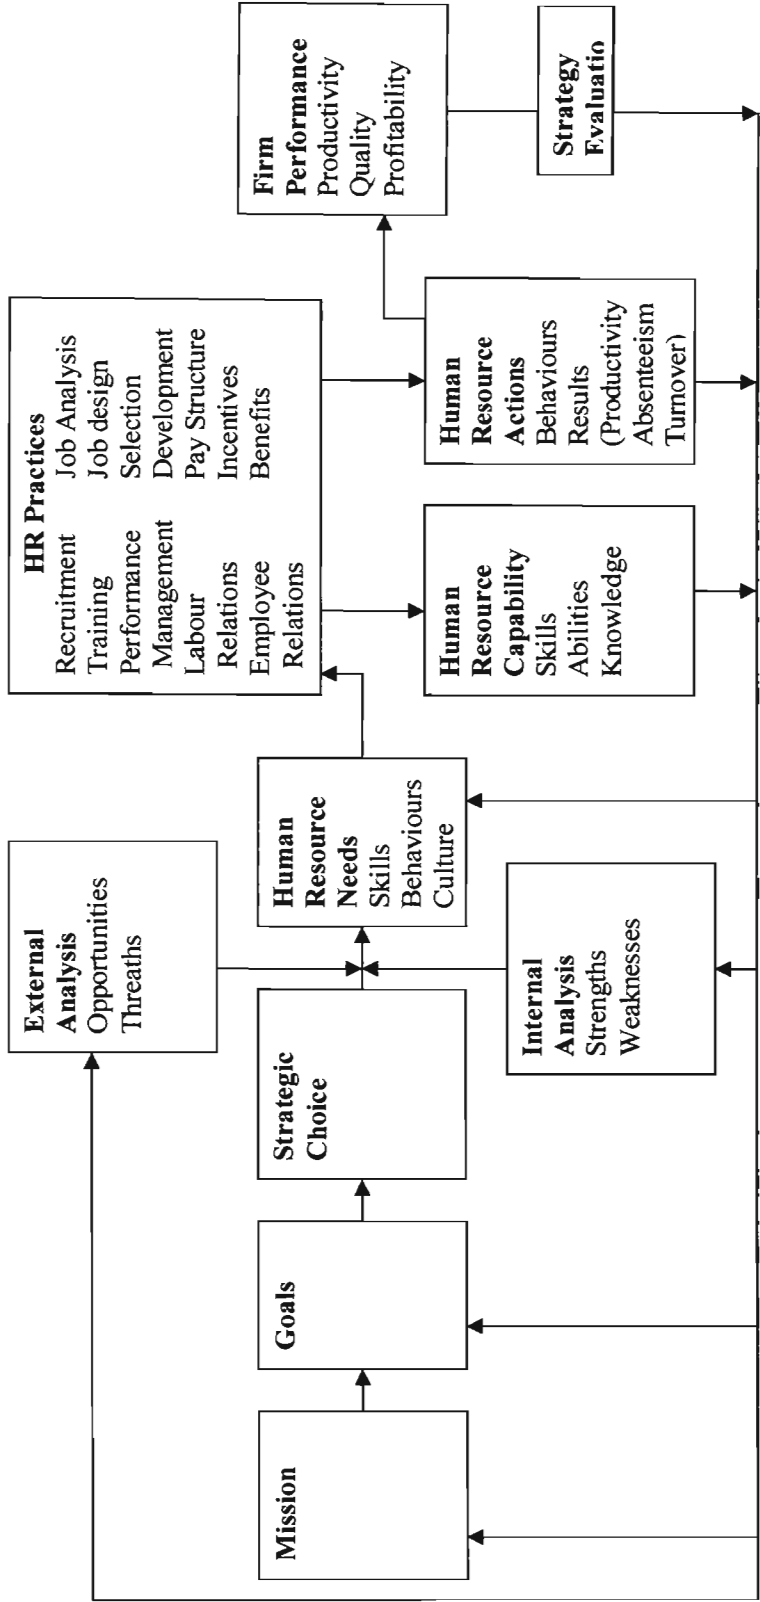 External
Analysis
Opportunities
Threaths
HR Practices
Recruitment
Training
Performance
Management
Labour
Relations
Employee
Relations
Job Analysis
Job design
Selection
Development
Pay Structure
Incentives
Benefits
Mission
Goals
Strategic
Choice
Human
Resource
Needs
Skills
Behaviours
Culture
Firm
Performance
Productivity
Quality
Profitability
Internal
Analysis
Strengths
Weaknesses
Human
Resource
Capability
Skills
Abilities
Knowledge
Human
Resource
Actions
Behaviours
Results
(Productivity
Absenteeism
Turnover)
Strategy
Evaluatio